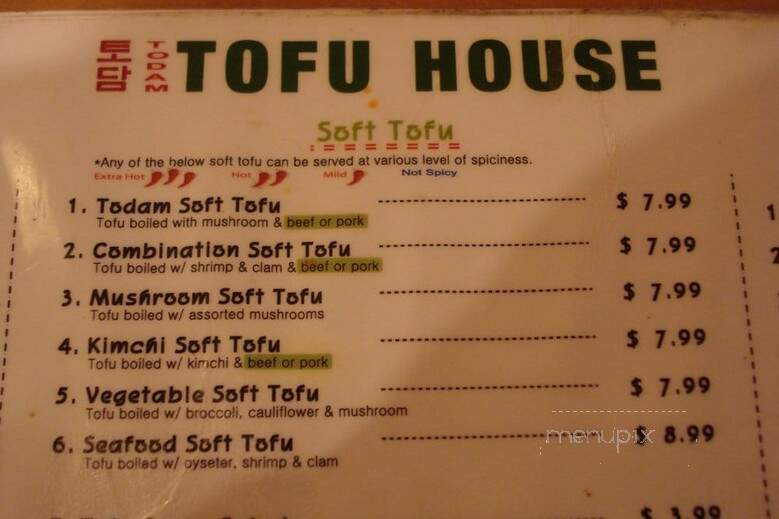 토담 TODAM TOFU HOUSE
Soft Tofu
*Any of the below soft tofu can be served at various level of spiciness.
Extra Hot Hot Mild Not Spicy
1. Todam Soft Tofu $ 7.99
Tofu boiled with mushroom & beef or pork
2. Combination Soft Tofu $ 7.99
Tofu boiled w/ shrimp & clam & beef or pork
3. Mushroom Soft Tofu $ 7.99
Tofu boiled w/ assorted mushrooms
4. Kimchi Soft Tofu $ 7.99
Tofu boiled w/ kimchi & beef or pork
5. Vegetable Soft Tofu $ 7.99
Tofu boiled w/ broccoli, cauliflower & mushroom
6. Seafood Soft Tofu $ 8.99
Tofu boiled w/ oyseter, shrimp & clam
menupix
$ 3.99